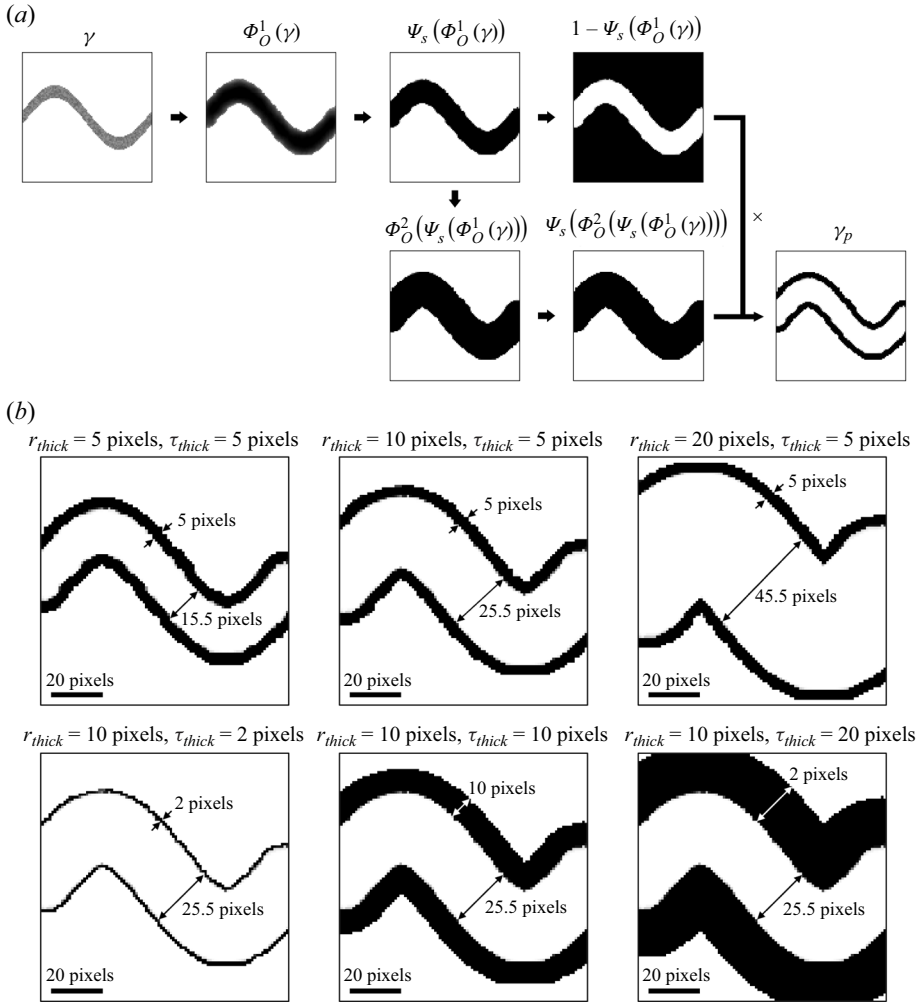 (a)
γ
Φ_O^1(γ)
Ψ_s(Φ_O^1(γ))
1 – Ψ_s(Φ_O^1(γ))
Φ_O^2(Ψ_s(Φ_O^1(γ)))
Ψ_s(Φ_O^2(Ψ_s(Φ_O^1(γ))))
×
γ_p
(b)
r_thick = 5 pixels, τ_thick = 5 pixels
5 pixels
15.5 pixels
20 pixels
r_thick = 10 pixels, τ_thick = 5 pixels
5 pixels
25.5 pixels
20 pixels
r_thick = 20 pixels, τ_thick = 5 pixels
5 pixels
45.5 pixels
20 pixels
r_thick = 10 pixels, τ_thick = 2 pixels
2 pixels
25.5 pixels
20 pixels
r_thick = 10 pixels, τ_thick = 10 pixels
10 pixels
25.5 pixels
20 pixels
r_thick = 10 pixels, τ_thick = 20 pixels
2 pixels
25.5 pixels
20 pixels